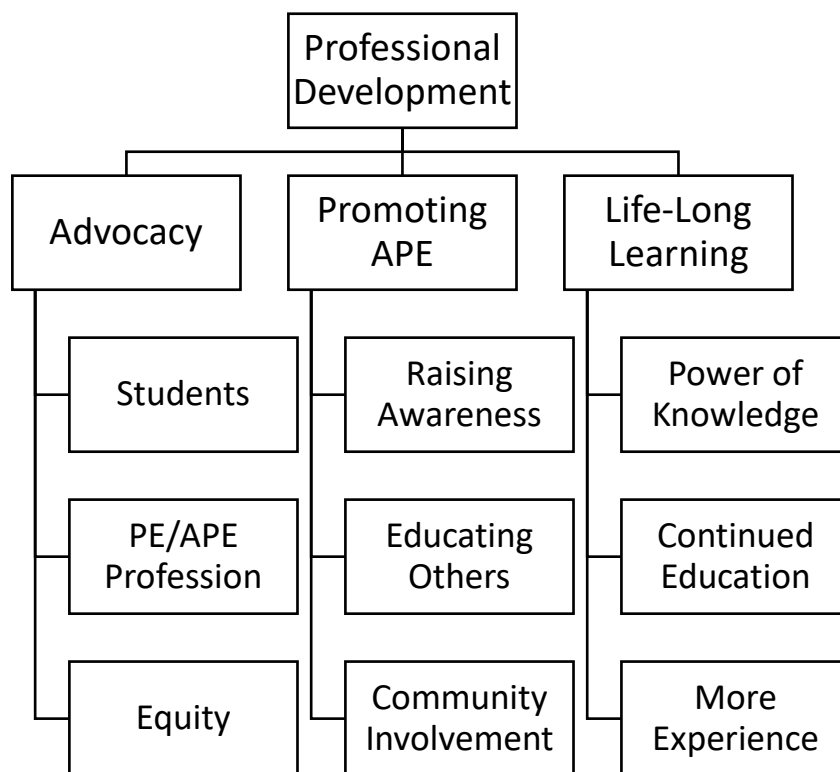 Professional
Development
Advocacy
Promoting
APE
Life-Long
Learning
Students
Raising
Awareness
Power of
Knowledge
PE/APE
Profession
Educating
Others
Continued
Education
Equity
Community
Involvement
More
Experience